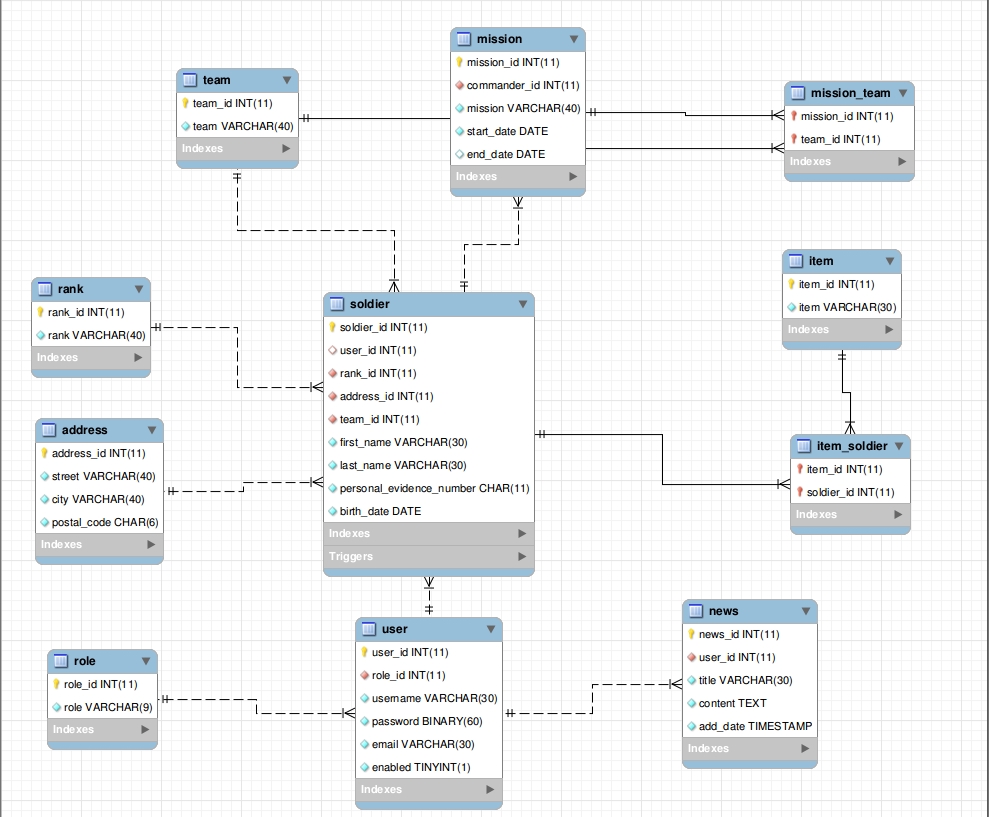 mission
mission_id INT(11)
commander_id INT(11)
mission VARCHAR(40)
start_date DATE
end_date DATE
Indexes
team
team_id INT(11)
team VARCHAR(40)
Indexes
mission_team
mission_id INT(11)
team_id INT(11)
Indexes
rank
rank_id INT(11)
rank VARCHAR(40)
Indexes
soldier
soldier_id INT(11)
user_id INT(11)
rank_id INT(11)
address_id INT(11)
team_id INT(11)
first_name VARCHAR(30)
last_name VARCHAR(30)
personal_evidence_number CHAR(11)
birth_date DATE
Indexes
Triggers
item
item_id INT(11)
item VARCHAR(30)
Indexes
address
address_id INT(11)
street VARCHAR(40)
city VARCHAR(40)
postal_code CHAR(6)
Indexes
item_soldier
item_id INT(11)
soldier_id INT(11)
Indexes
role
role_id INT(11)
role VARCHAR(9)
Indexes
user
user_id INT(11)
role_id INT(11)
username VARCHAR(30)
password BINARY(60)
email VARCHAR(30)
enabled TINYINT(1)
Indexes
news
news_id INT(11)
user_id INT(11)
title VARCHAR(30)
content TEXT
add_date TIMESTAMP
Indexes